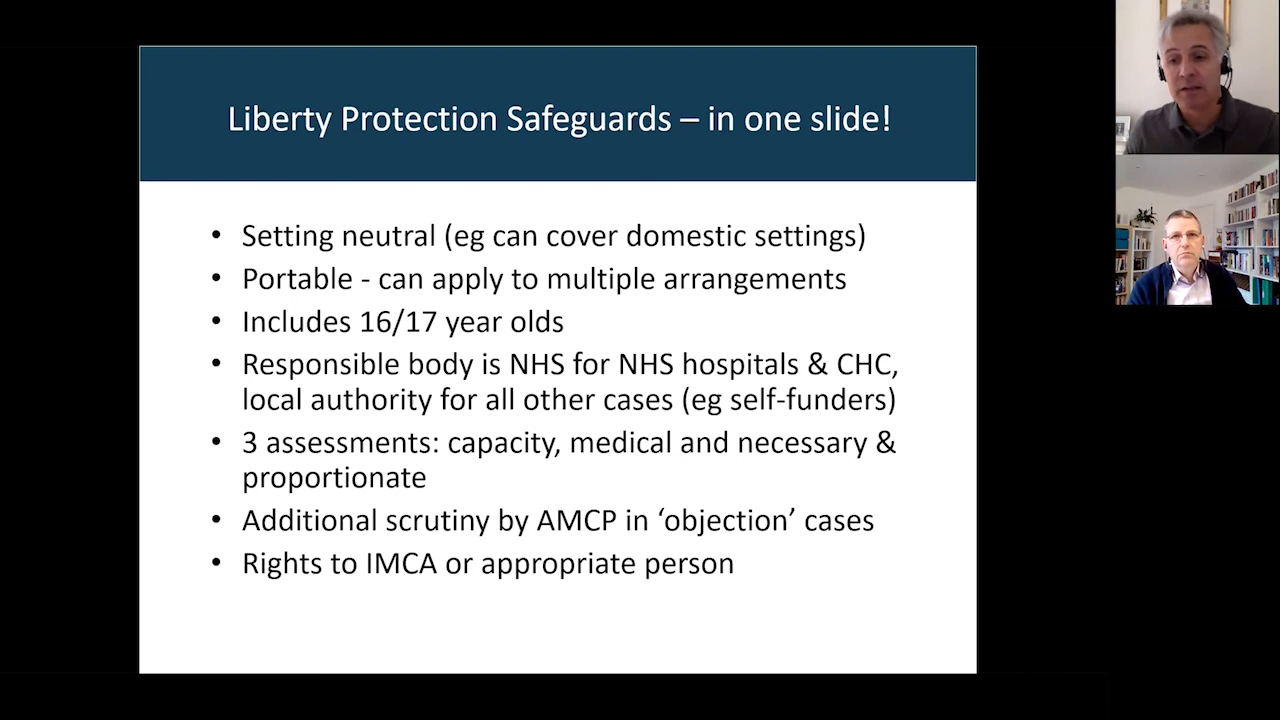 Liberty Protection Safeguards – in one slide!
• Setting neutral (eg can cover domestic settings)
• Portable - can apply to multiple arrangements
• Includes 16/17 year olds
• Responsible body is NHS for NHS hospitals & CHC,
local authority for all other cases (eg self-funders)
• 3 assessments: capacity, medical and necessary &
proportionate
• Additional scrutiny by AMCP in ‘objection’ cases
• Rights to IMCA or appropriate person